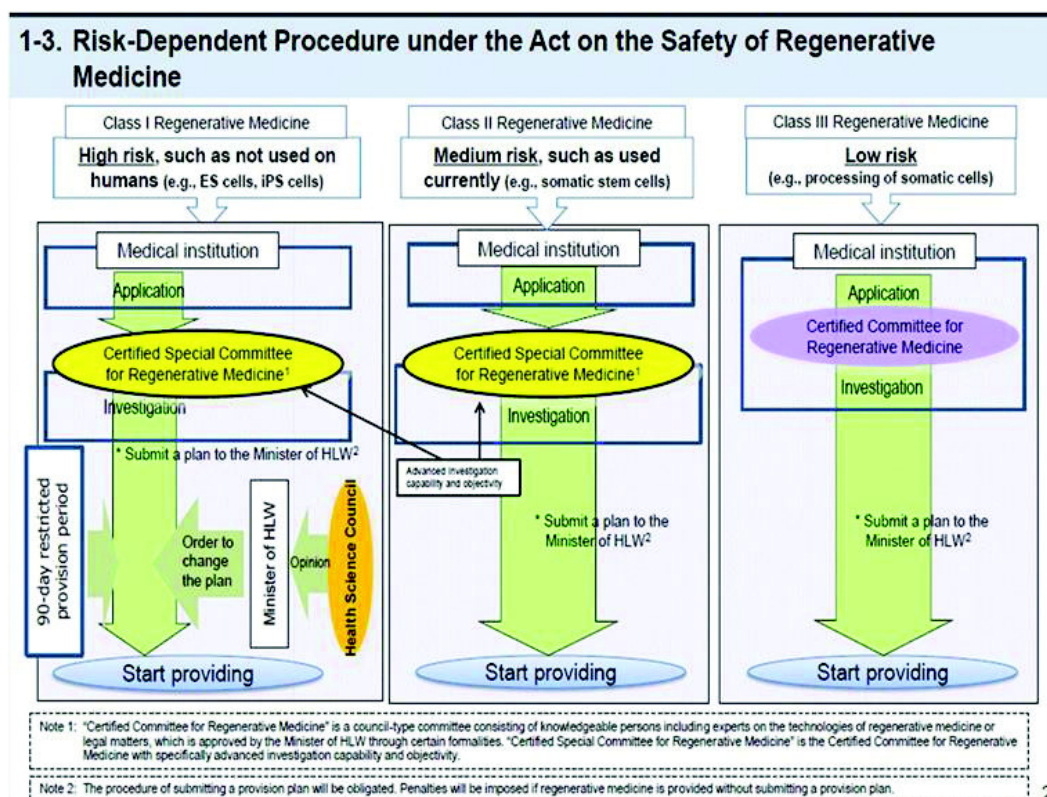 1-3. Risk-Dependent Procedure under the Act on the Safety of Regenerative
Medicine
Class I Regenerative Medicine
High risk, such as not used on
humans (e.g., ES cells, iPS cells)
Medical institution
Application
Certified Special Committee
for Regenerative Medicine1
Investigation
* Submit a plan to the Minister of HLW2
90-day restricted
provision period
Order to
change
the plan
Minister of HLW
Opinion
Health Science Council
Start providing
Class II Regenerative Medicine
Medium risk, such as used
currently (e.g., somatic stem cells)
Medical institution
Application
Certified Special Committee
for Regenerative Medicine1
Investigation
Advanced investigation
capability and objectivity
* Submit a plan to the
Minister of HLW2
Start providing
Class III Regenerative Medicine
Low risk
(e.g., processing of somatic cells)
Medical institution
Application
Certified Committee for
Regenerative Medicine
Investigation
* Submit a plan to the
Minister of HLW2
Start providing
Note 1: "Certified Committee for Regenerative Medicine" is a council-type committee consisting of knowledgeable persons including experts on the technologies of regenerative medicine or
legal matters, which is approved by the Minister of HLW through certain formalities. "Certified Special Committee for Regenerative Medicine" is the Certified Committee for Regenerative
Medicine with specifically advanced investigation capability and objectivity.
Note 2: The procedure of submitting a provision plan will be obligated. Penalties will be imposed if regenerative medicine is provided without submitting a provision plan.